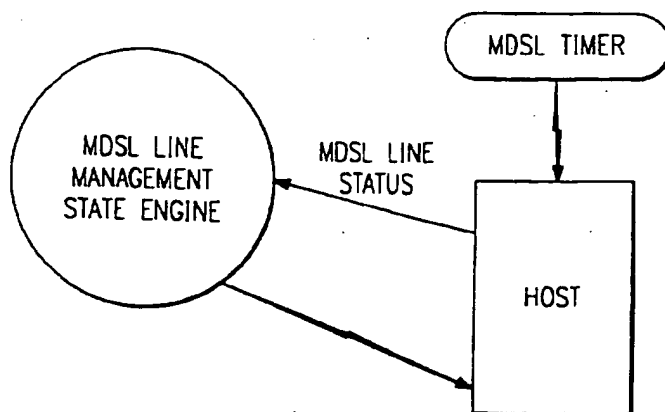 MDSL TIMER
MDSL LINE
MANAGEMENT
STATE ENGINE
MDSL LINE
STATUS
HOST